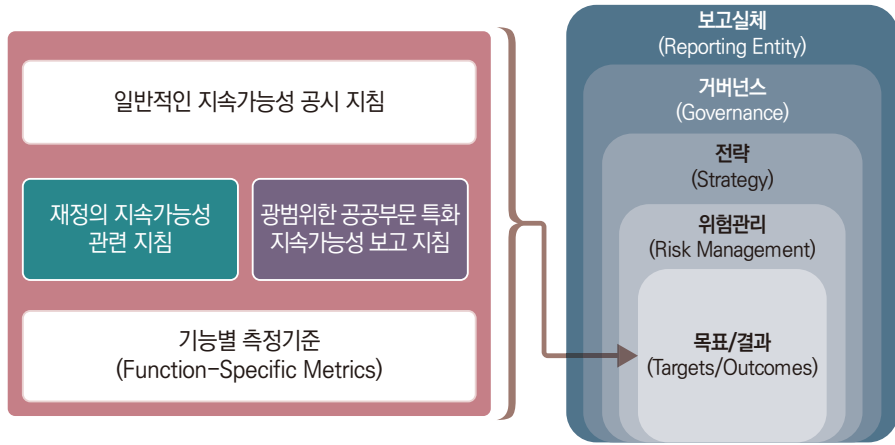 일반적인 지속가능성 공시 지침
재정의 지속가능성
관련 지침
광범위한 공공부문 특화
지속가능성 보고 지침
기능별 측정기준
(Function-Specific Metrics)
보고실체
(Reporting Entity)
거버넌스
(Governance)
전략
(Strategy)
위험관리
(Risk Management)
목표/결과
(Targets/Outcomes)